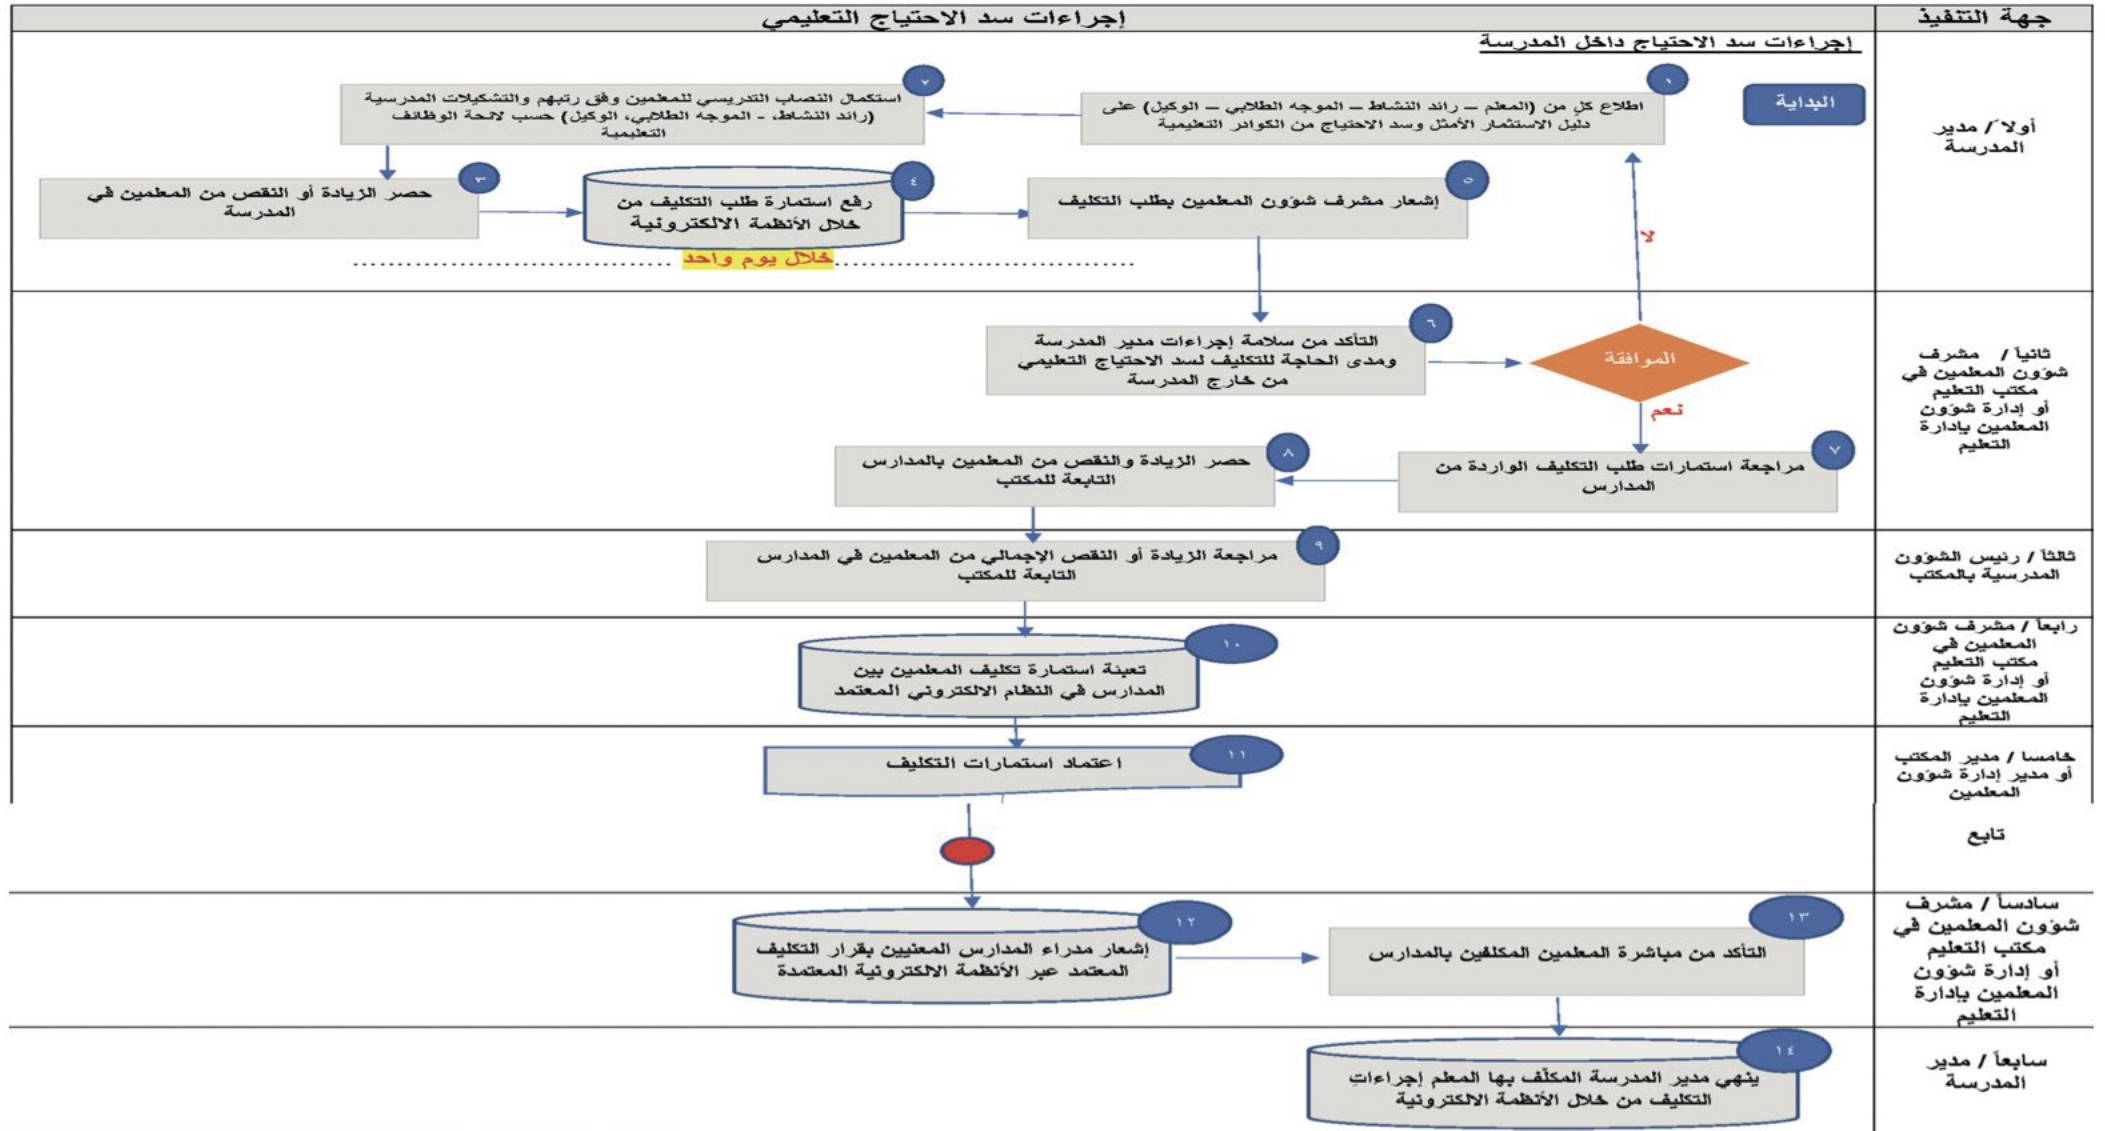 جهة التنفيذ
إجراءات سد الاحتياج التعليمي
أولاً / مدير
المدرسة
إجراءات سد الاحتياج داخل المدرسة
البداية
١
اطلاع كلٍ من (المعلم – رائد النشاط – الموجه الطلابي – الوكيل) على
دليل الاستثمار الأمثل وسد الاحتياج من الكوادر التعليمية
٢
استكمال النصاب التدريسي للمعلمين وفق رتبهم والتشكيلات المدرسية
(رائد النشاط، - الموجه الطلابي، الوكيل) حسب لائحة الوظائف
التعليمية
٣
حصر الزيادة أو النقص من المعلمين في
المدرسة
٤
رفع استمارة طلب التكليف من
خلال الأنظمة الالكترونية
٥
إشعار مشرف شؤون المعلمين بطلب التكليف
خلال يوم واحد
لا
ثانياً / مشرف
شؤون المعلمين في
مكتب التعليم
أو إدارة شؤون
المعلمين بإدارة
التعليم
٦
التأكد من سلامة إجراءات مدير المدرسة
ومدى الحاجة للتكليف لسد الاحتياج التعليمي
من خارج المدرسة
الموافقة
نعم
٧
مراجعة استمارات طلب التكليف الواردة من
المدارس
٨
حصر الزيادة والنقص من المعلمين بالمدارس
التابعة للمكتب
ثالثاً / رئيس الشؤون
المدرسية بالمكتب
٩
مراجعة الزيادة أو النقص الإجمالي من المعلمين في المدارس
التابعة للمكتب
رابعاً / مشرف شؤون
المعلمين في
مكتب التعليم
أو إدارة شؤون
المعلمين بإدارة
التعليم
١٠
تعبئة استمارة تكليف المعلمين بين
المدارس في النظام الالكتروني المعتمد
خامسا / مدير المكتب
أو مدير إدارة شؤون
المعلمين
١١
اعتماد استمارات التكليف
تابع
سادساً / مشرف
شؤون المعلمين في
مكتب التعليم
أو إدارة شؤون
المعلمين بإدارة
التعليم
١٢
إشعار مدراء المدارس المعنيين بقرار التكليف
المعتمد عبر الأنظمة الالكترونية المعتمدة
١٣
التأكد من مباشرة المعلمين المكلفين بالمدارس
سابعاً / مدير
المدرسة
١٤
ينهي مدير المدرسة المكلّف بها المعلم إجراءاتِ
التكليف من خلال الأنظمة الالكترونية